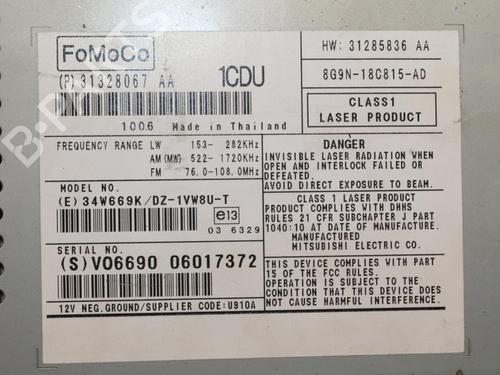 FoMoCo
(P) 31328067 AA
1CDU
HW: 31285836 AA
8G9N-18C815-AD
CLASS1
LASER PRODUCT
1006 Made in Thailand
FREQUENCY RANGE LW 153- 282KHz
AM (MW) 522-1720KHz
FM 76.0-108.0MHz
MODEL NO.
(E) 34W669K/DZ-1VW8U-T
e13
03 6329
SERIAL NO.
(S) V06690 06017372
12V NEG.GROUND/SUPPLIER CODE:U910A
DANGER
INVISIBLE LASER RADIATION WHEN
OPEN AND INTERLOCK FAILED OR
DEFEATED.
AVOID DIRECT EXPOSURE TO BEAM.
CLASS 1 LASER PRODUCT
PRODUCT COMPLIES WITH DHHS
RULES 21 CFR SUBCHAPTER J PART
1040:10 AT DATE OF MANUFACTURE.
MANUFACTURED
MITSUBISHI ELECTRIC CO.
THIS DEVICE COMPLIES WITH PART
15 OF THE FCC RULES.
OPERATION IS SUBJECT TO THE
CONDITION THAT THIS DEVICE DOES
NOT CAUSE HARMFUL INTERFERENCE.
B-PARTS